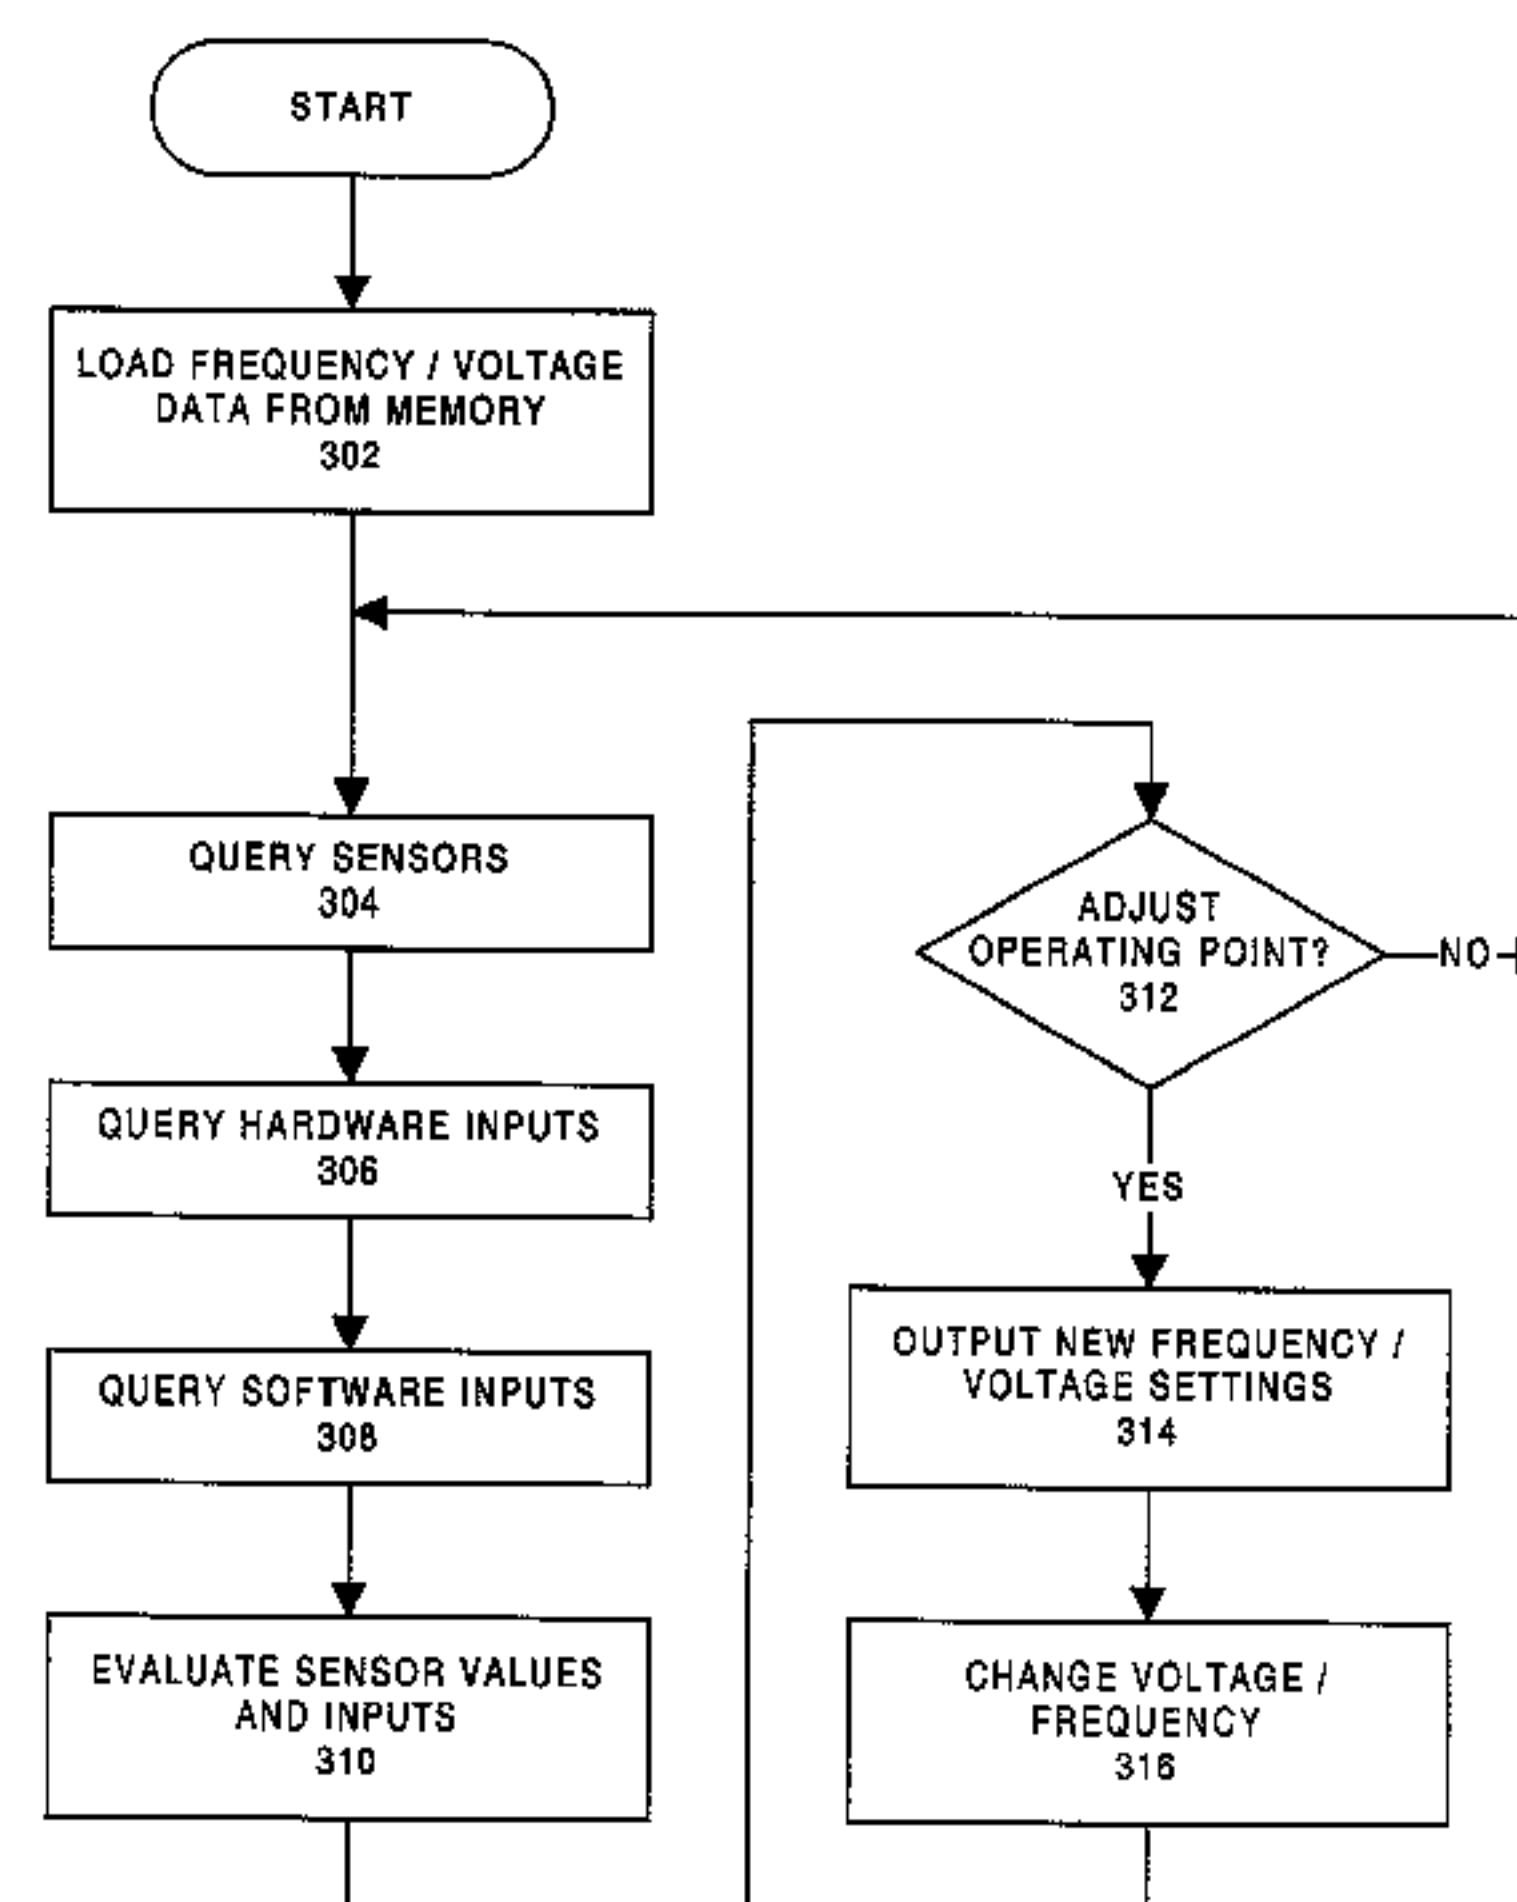 START
LOAD FREQUENCY / VOLTAGE
DATA FROM MEMORY
302
QUERY SENSORS
304
QUERY HARDWARE INPUTS
306
QUERY SOFTWARE INPUTS
308
EVALUATE SENSOR VALUES
AND INPUTS
310
ADJUST
OPERATING POINT?
312
NO
YES
OUTPUT NEW FREQUENCY /
VOLTAGE SETTINGS
314
CHANGE VOLTAGE /
FREQUENCY
316